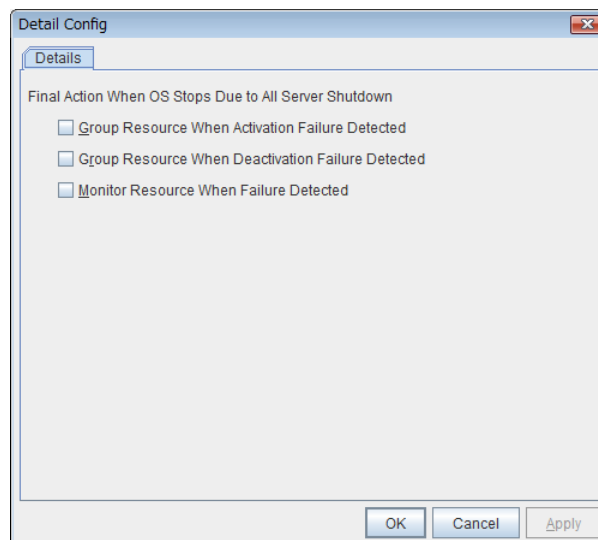 Detail Config
Details
Final Action When OS Stops Due to All Server Shutdown
Group Resource When Activation Failure Detected
Group Resource When Deactivation Failure Detected
Monitor Resource When Failure Detected
OK Cancel Apply